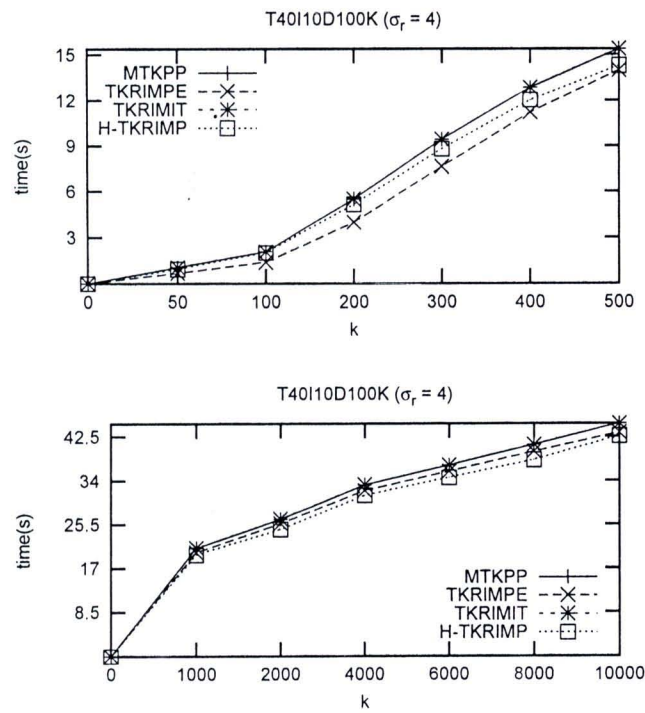 T40I10D100K (σr = 4)
15
12
9
6
3
time(s)
MTKPP
TKRIMPE
TKRIMIT
H-TKRIMP
0 50 100 200 300 400 500
k
T40I10D100K (σr = 4)
42.5
34
25.5
17
8.5
time(s)
MTKPP
TKRIMPE
TKRIMIT
H-TKRIMP
0 1000 2000 4000 6000 8000 10000
k